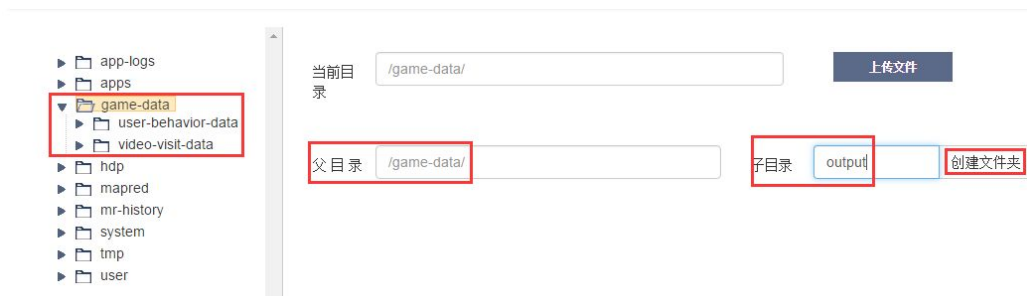 app-logs
apps
game-data
user-behavior-data
video-visit-data
hdp
mapred
mr-history
system
tmp
user
当前目
录
/game-data/
上传文件
父目录
/game-data/
子目录
output
创建文件夹